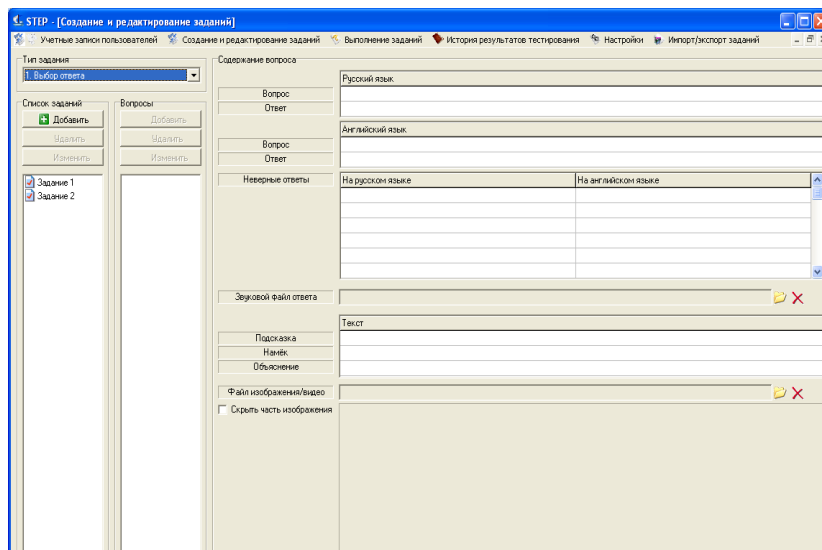 STEP - [Создание и редактирование заданий]
Учетные записи пользователей Создание и редактирование заданий Выполнение заданий История результатов тестирования Настройки Импорт/экспорт заданий
Тип задания
1. Выбор ответа
Список заданий
Добавить
Удалить
Изменить
Задание 1
Задание 2
Вопросы
Добавить
Удалить
Изменить
Содержание вопроса
Русский язык
Вопрос
Ответ
Английский язык
Вопрос
Ответ
Неверные ответы На русском языке На английском языке
Звуковой файл ответа
Текст
Подсказка
Намёк
Объяснение
Файл изображения/видео
Скрыть часть изображения